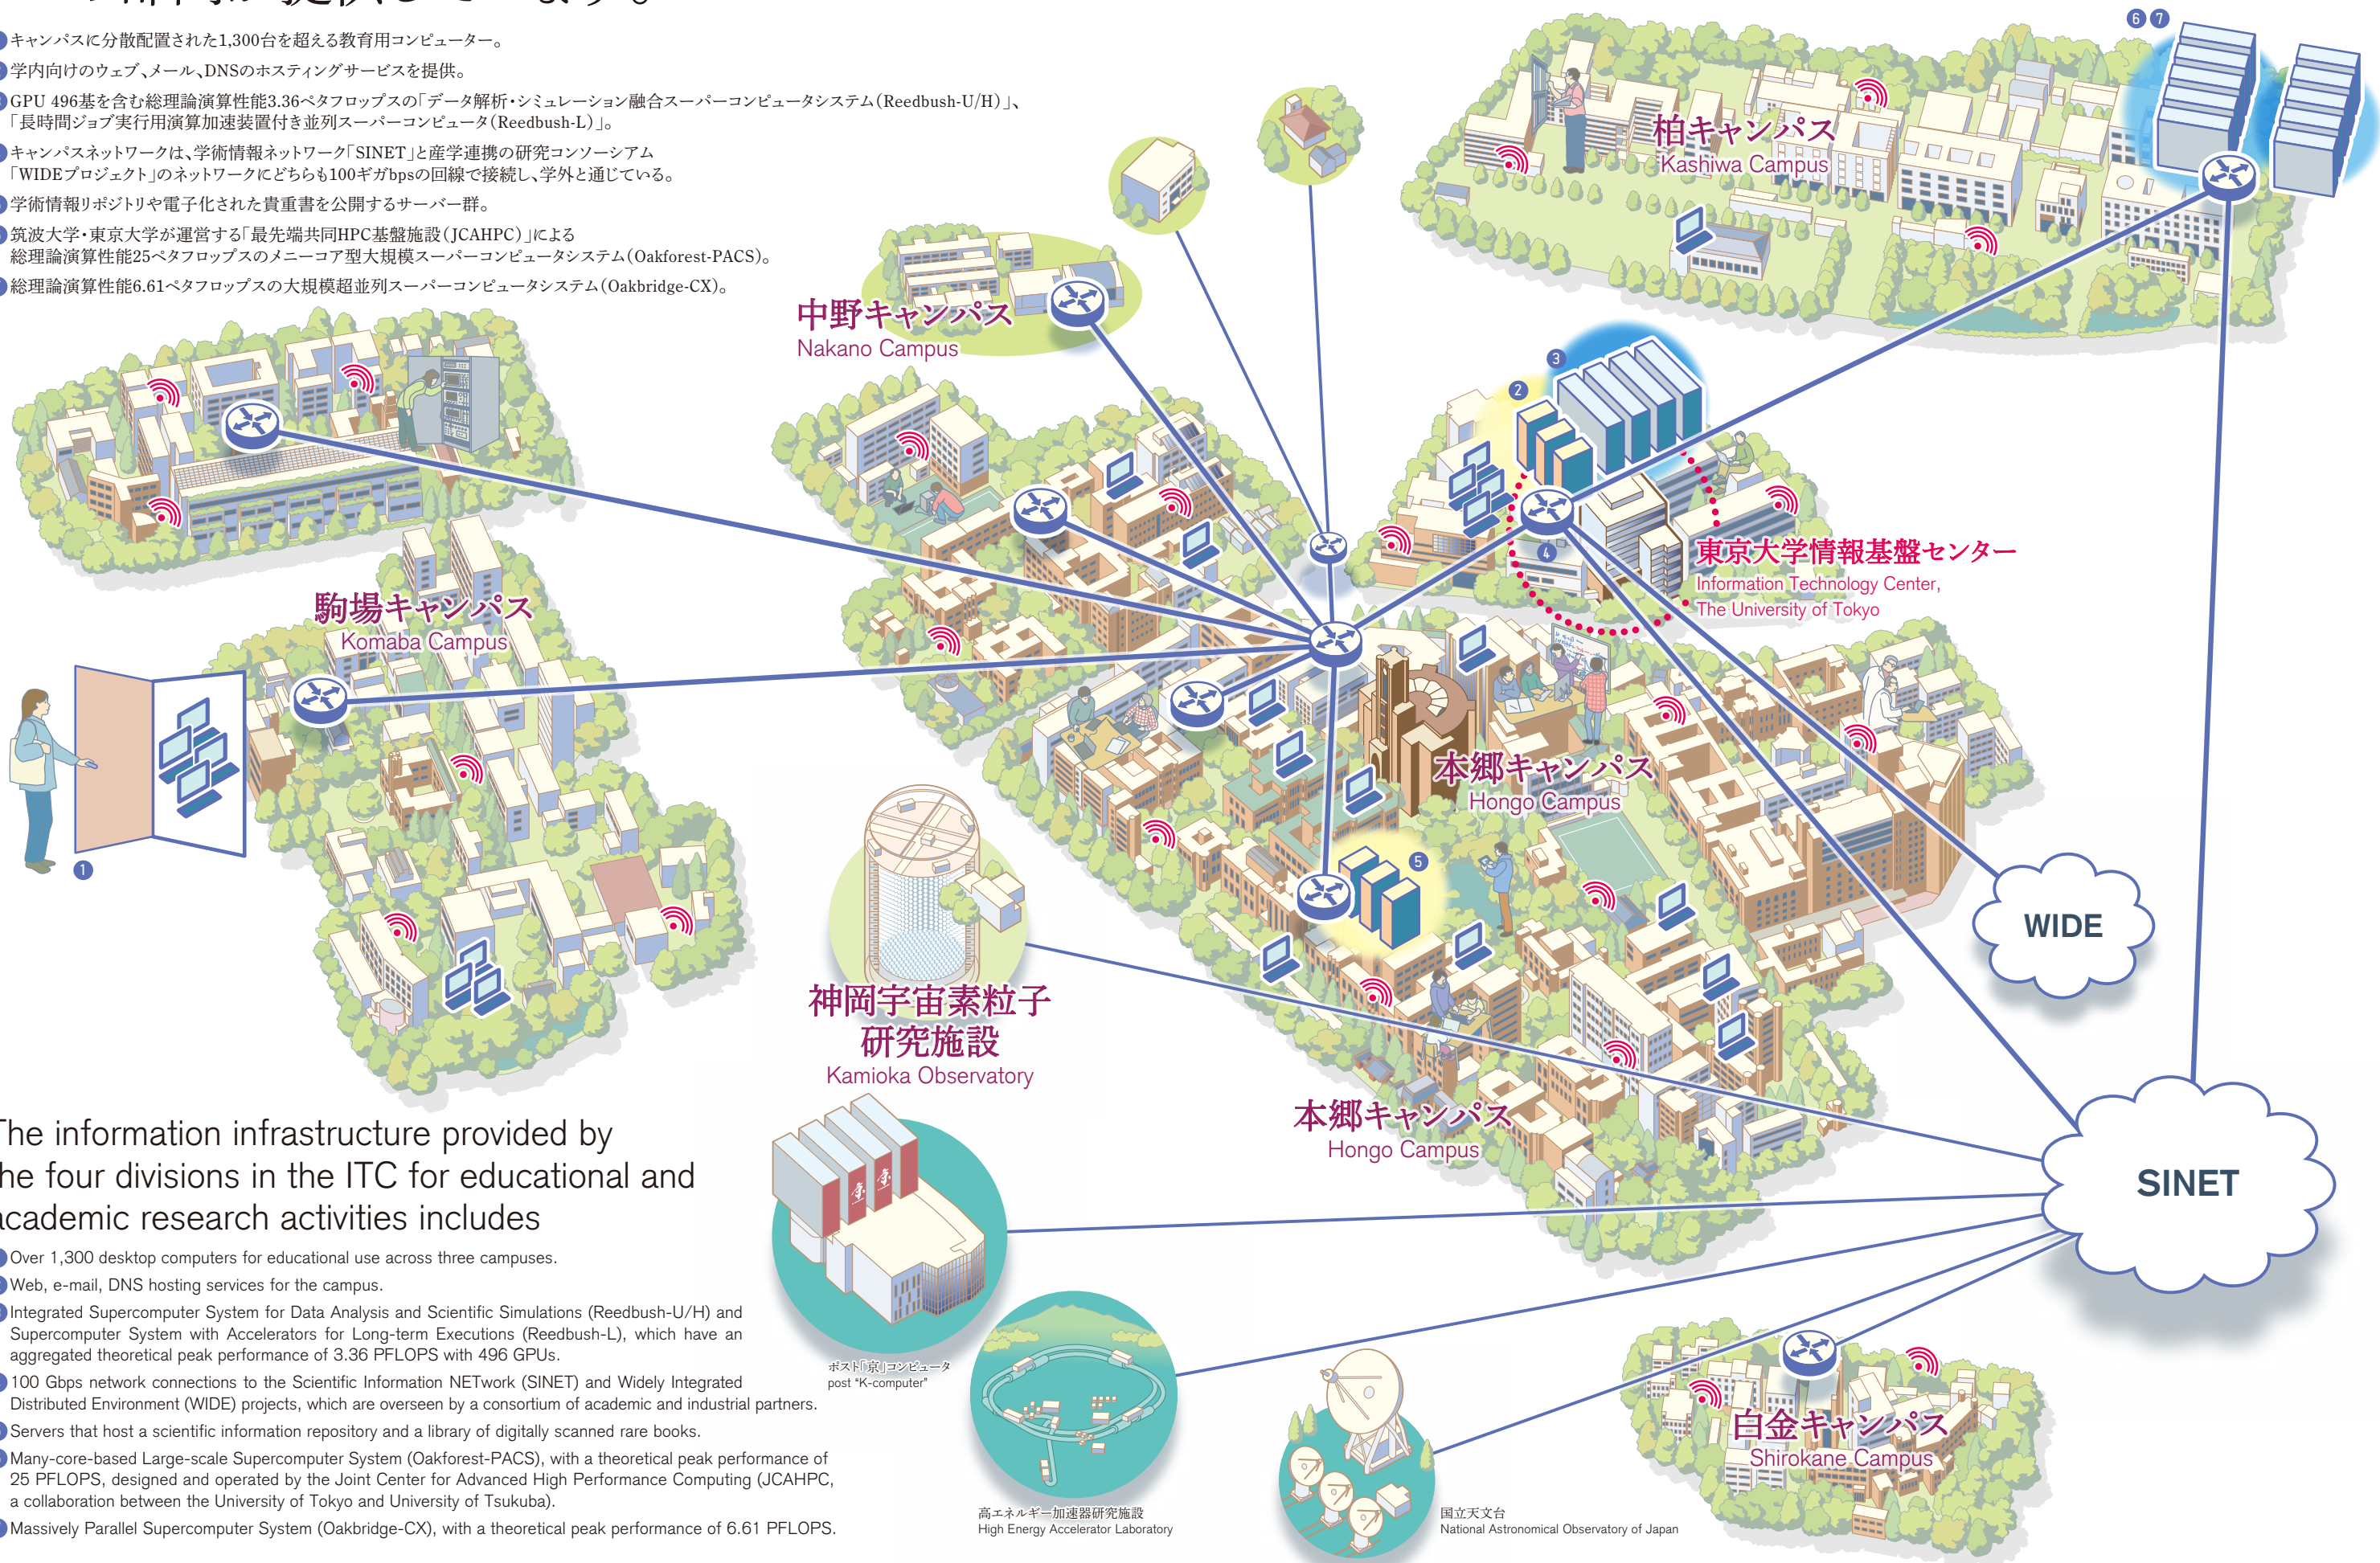 提供しています。
キャンパスに分散配置された1,300台を超える教育用コンピューター。
学内向けのウェブ、メール、DNSのホスティングサービスを提供。
GPU 496基を含む総理論演算性能3.36ペタフロップスの「データ解析・シミュレーション融合スーパーコンピュータシステム(Reedbush-U/H)」、
「長時間ジョブ実行用演算加速装置付き並列スーパーコンピュータ(Reedbush-L)」。
キャンパスネットワークは、学術情報ネットワーク「SINET」と産学連携の研究コンソーシアム
「WIDEプロジェクト」のネットワークにどちらも100ギガbpsの回線で接続し、学外と通じている。
学術情報リポジトリや電子化された貴重書を公開するサーバー群。
筑波大学・東京大学が運営する「最先端共同HPC基盤施設(JCAHPC)」による
総理論演算性能25ペタフロップスのメニーコア型大規模スーパーコンピュータシステム(Oakforest-PACS)。
総理論演算性能6.61ペタフロップスの大規模超並列スーパーコンピュータシステム(Oakbridge-CX)。
6 7
柏キャンパス
Kashiwa Campus
中野キャンパス
Nakano Campus
3
2
4
東京大学情報基盤センター
Information Technology Center,
The University of Tokyo
駒場キャンパス
Komaba Campus
1
本郷キャンパス
Hongo Campus
5
WIDE
神岡宇宙素粒子
研究施設
Kamioka Observatory
本郷キャンパス
Hongo Campus
SINET
The information infrastructure provided by
the four divisions in the ITC for educational and
academic research activities includes
Over 1,300 desktop computers for educational use across three campuses.
Web, e-mail, DNS hosting services for the campus.
Integrated Supercomputer System for Data Analysis and Scientific Simulations (Reedbush-U/H) and
Supercomputer System with Accelerators for Long-term Executions (Reedbush-L), which have an
aggregated theoretical peak performance of 3.36 PFLOPS with 496 GPUs.
100 Gbps network connections to the Scientific Information NETwork (SINET) and Widely Integrated
Distributed Environment (WIDE) projects, which are overseen by a consortium of academic and industrial partners.
Servers that host a scientific information repository and a library of digitally scanned rare books.
Many-core-based Large-scale Supercomputer System (Oakforest-PACS), with a theoretical peak performance of
25 PFLOPS, designed and operated by the Joint Center for Advanced High Performance Computing (JCAHPC,
a collaboration between the University of Tokyo and University of Tsukuba).
Massively Parallel Supercomputer System (Oakbridge-CX), with a theoretical peak performance of 6.61 PFLOPS.
ポスト「京」コンピュータ
post “K-computer”
高エネルギー加速器研究施設
High Energy Accelerator Laboratory
国立天文台
National Astronomical Observatory of Japan
白金キャンパス
Shirokane Campus